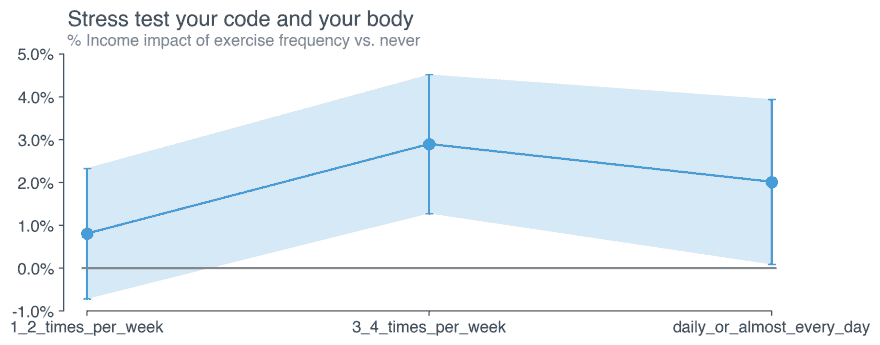 Stress test your code and your body
% Income impact of exercise frequency vs. never
5.0%
4.0%
3.0%
2.0%
1.0%
0.0%
-1.0%
1_2_times_per_week 3_4_times_per_week daily_or_almost_every_day